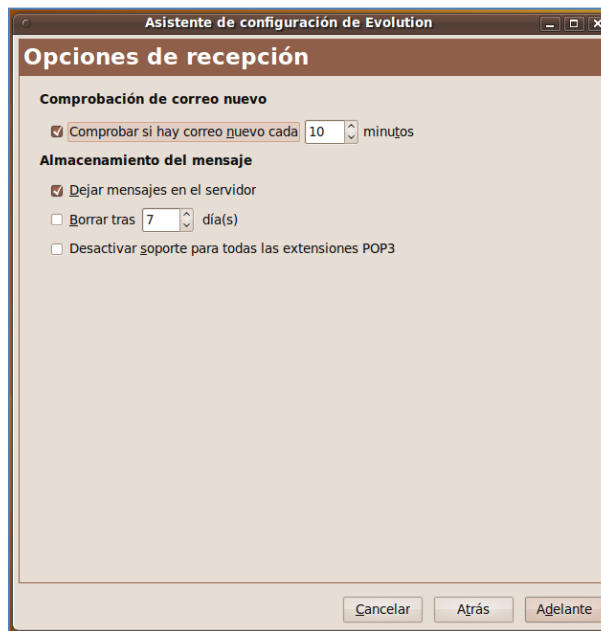 Asistente de configuración de Evolution
Opciones de recepción
Comprobación de correo nuevo
Comprobar si hay correo nuevo cada 10 minutos
Almacenamiento del mensaje
Dejar mensajes en el servidor
Borrar tras 7 día(s)
Desactivar soporte para todas las extensiones POP3
Cancelar Atrás Adelante